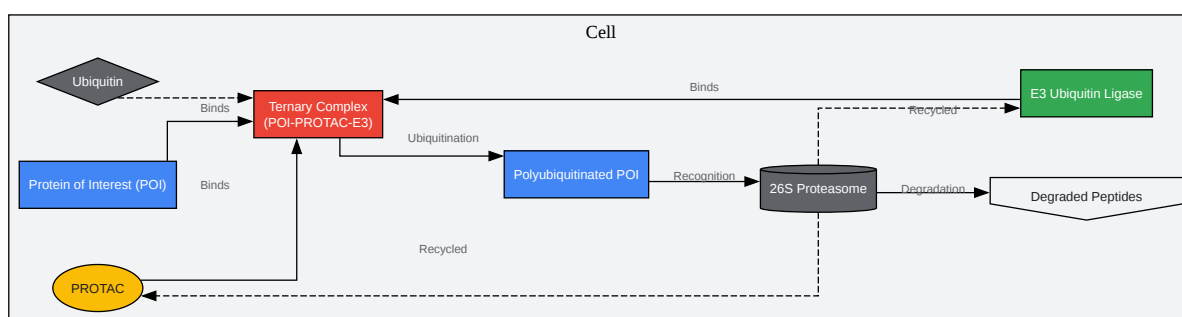 Cell
Ubiquitin
Binds
Ternary Complex
(POI-PROTAC-E3)
Binds
E3 Ubiquitin Ligase
Recycled
Ubiquitination
Protein of Interest (POI)
Binds
Polyubiquitinated POI
Recognition
26S Proteasome
Degradation
Degraded Peptides
Recycled
PROTAC